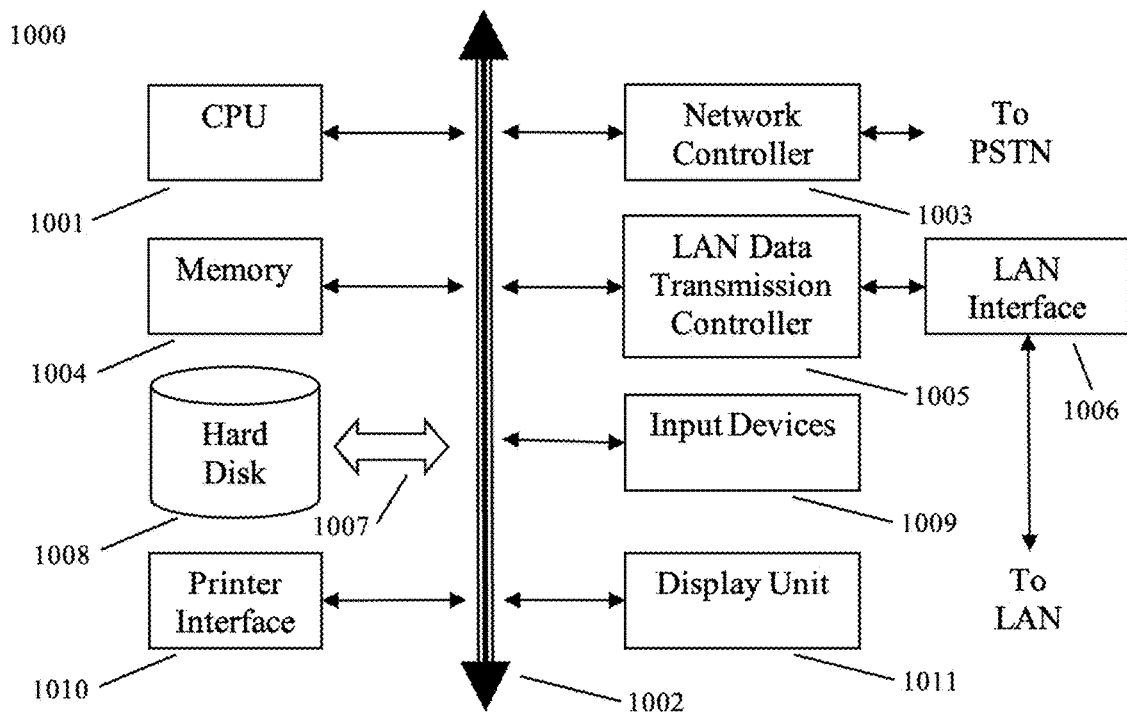 1000
CPU
1001
Network
Controller
1003
To
PSTN
Memory
1004
LAN Data
Transmission
Controller
1005
LAN
Interface
1006
Hard
Disk
1008
1007
Input Devices
1009
Printer
Interface
1010
Display Unit
1011
To
LAN
1002